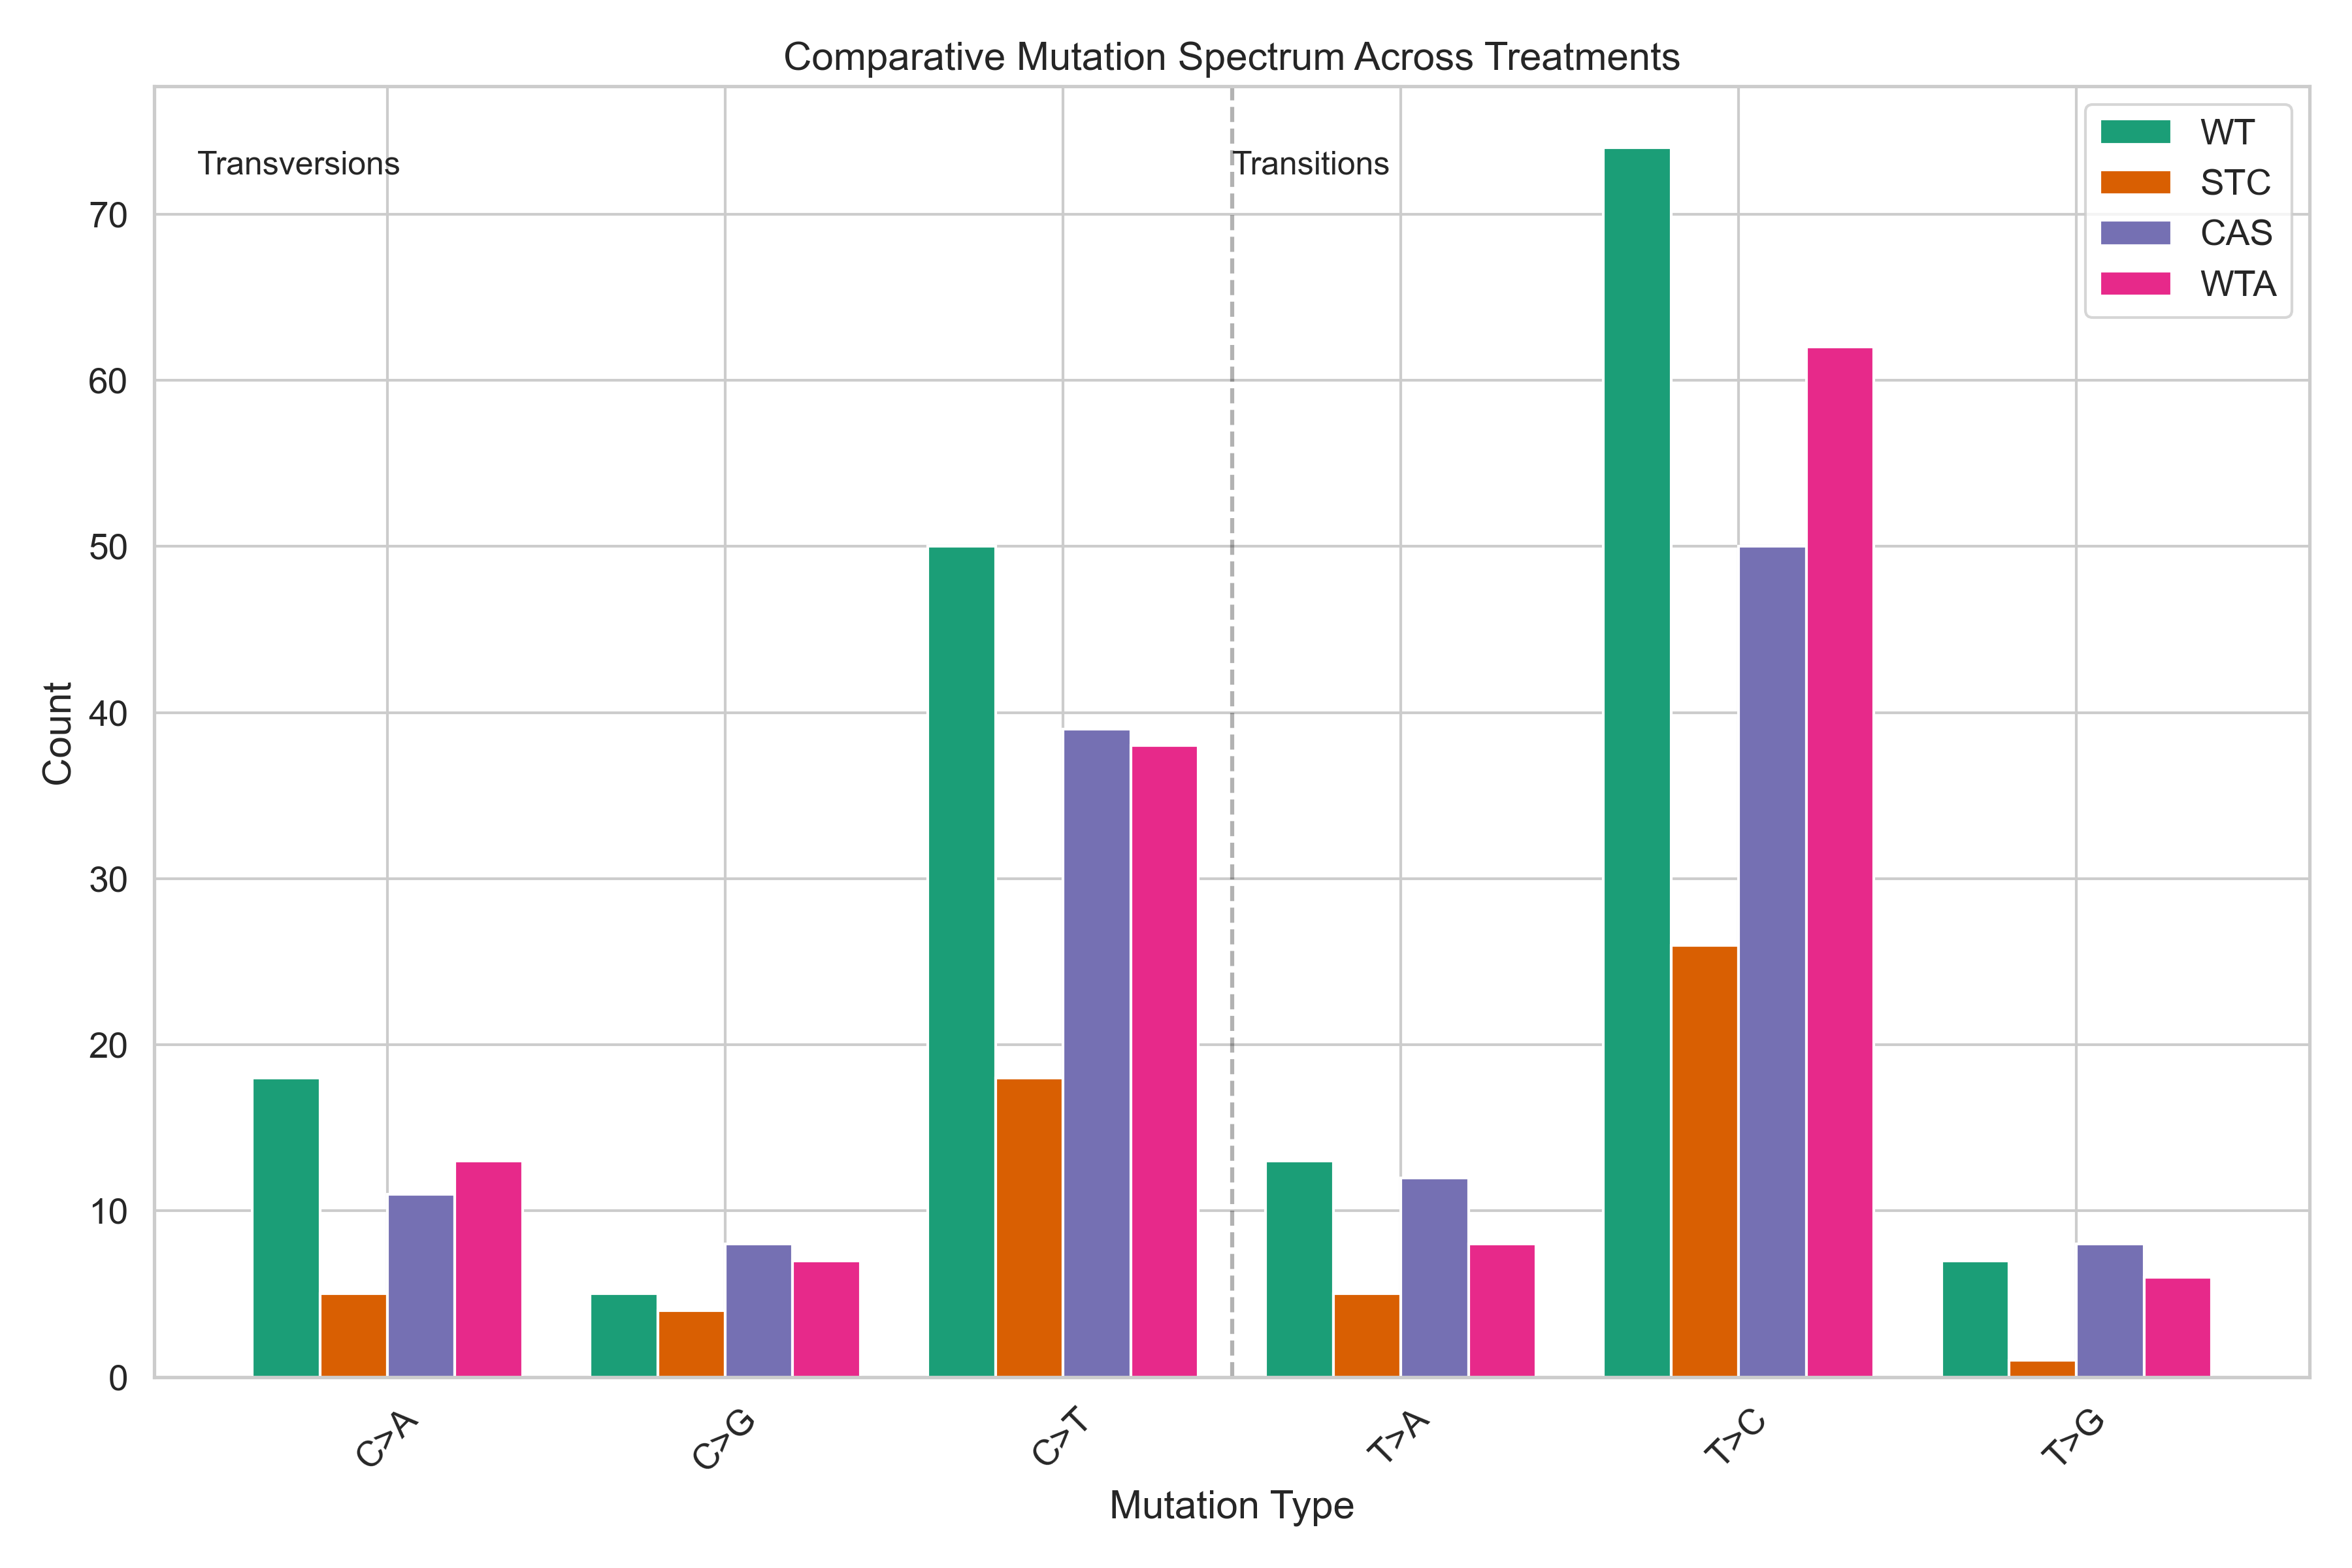 Comparative Mutation Spectrum Across Treatments
Transversions
Transitions
WT
STC
CAS
WTA
70
60
50
40
30
20
10
0
Count
C>A
C>G
C>T
T>A
T>C
T>G
Mutation Type